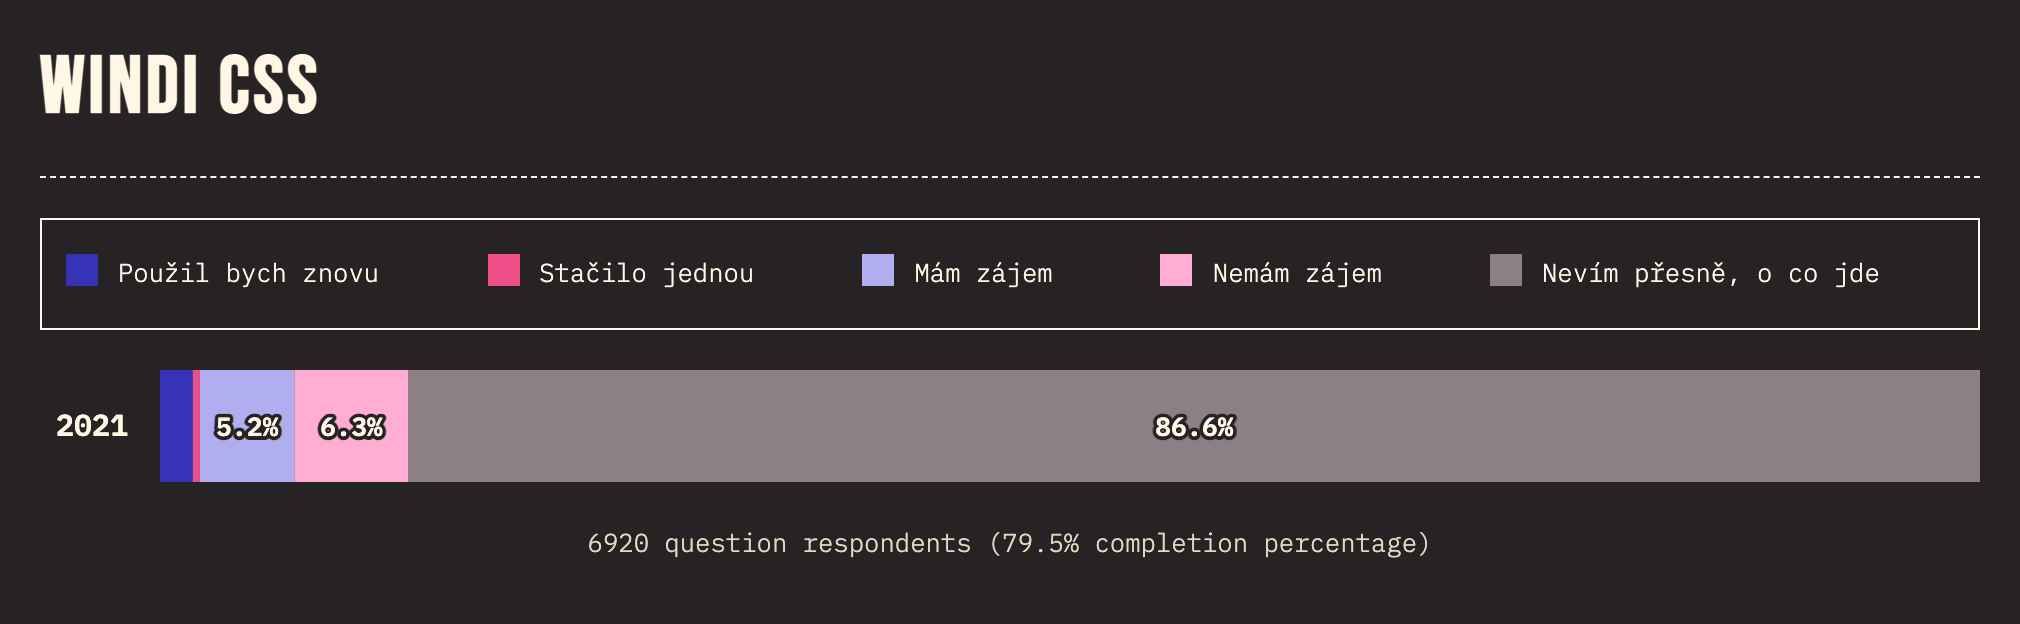 WINDI CSS
Použil bych znovu Stačilo jednou Mám zájem Nemám zájem Nevím přesně, o co jde
2021 5.2% 6.3% 86.6%
6920 question respondents (79.5% completion percentage)